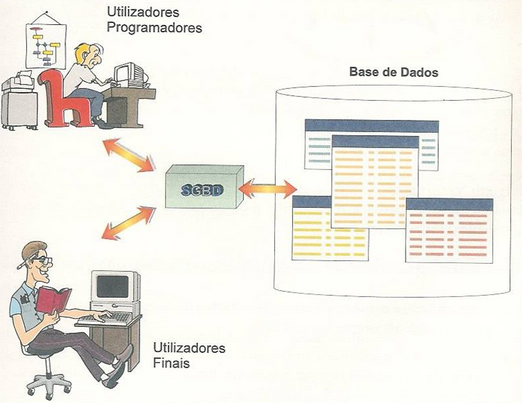 Utilizadores
Programadores
Base de Dados
SGBD
Utilizadores
Finais